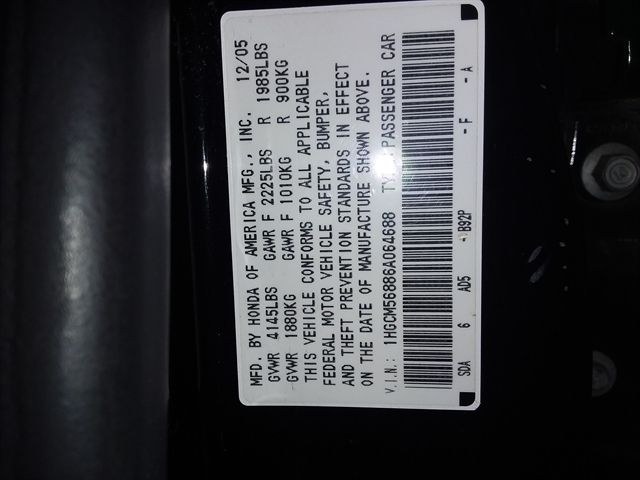 MFD. BY HONDA OF AMERICA MFG., INC. 12/05
GVWR 4145LBS GAWR F 2225LBS R 1985LBS
GVWR 1880KG GAWR F 1010KG R 900KG
THIS VEHICLE CONFORMS TO ALL APPLICABLE
FEDERAL MOTOR VEHICLE SAFETY, BUMPER,
AND THEFT PREVENTION STANDARDS IN EFFECT
ON THE DATE OF MANUFACTURE SHOWN ABOVE.
V.I.N.: 1HGCM56886A064688 PASSENGER CAR
SDA 6 AD5 B92P - F - A